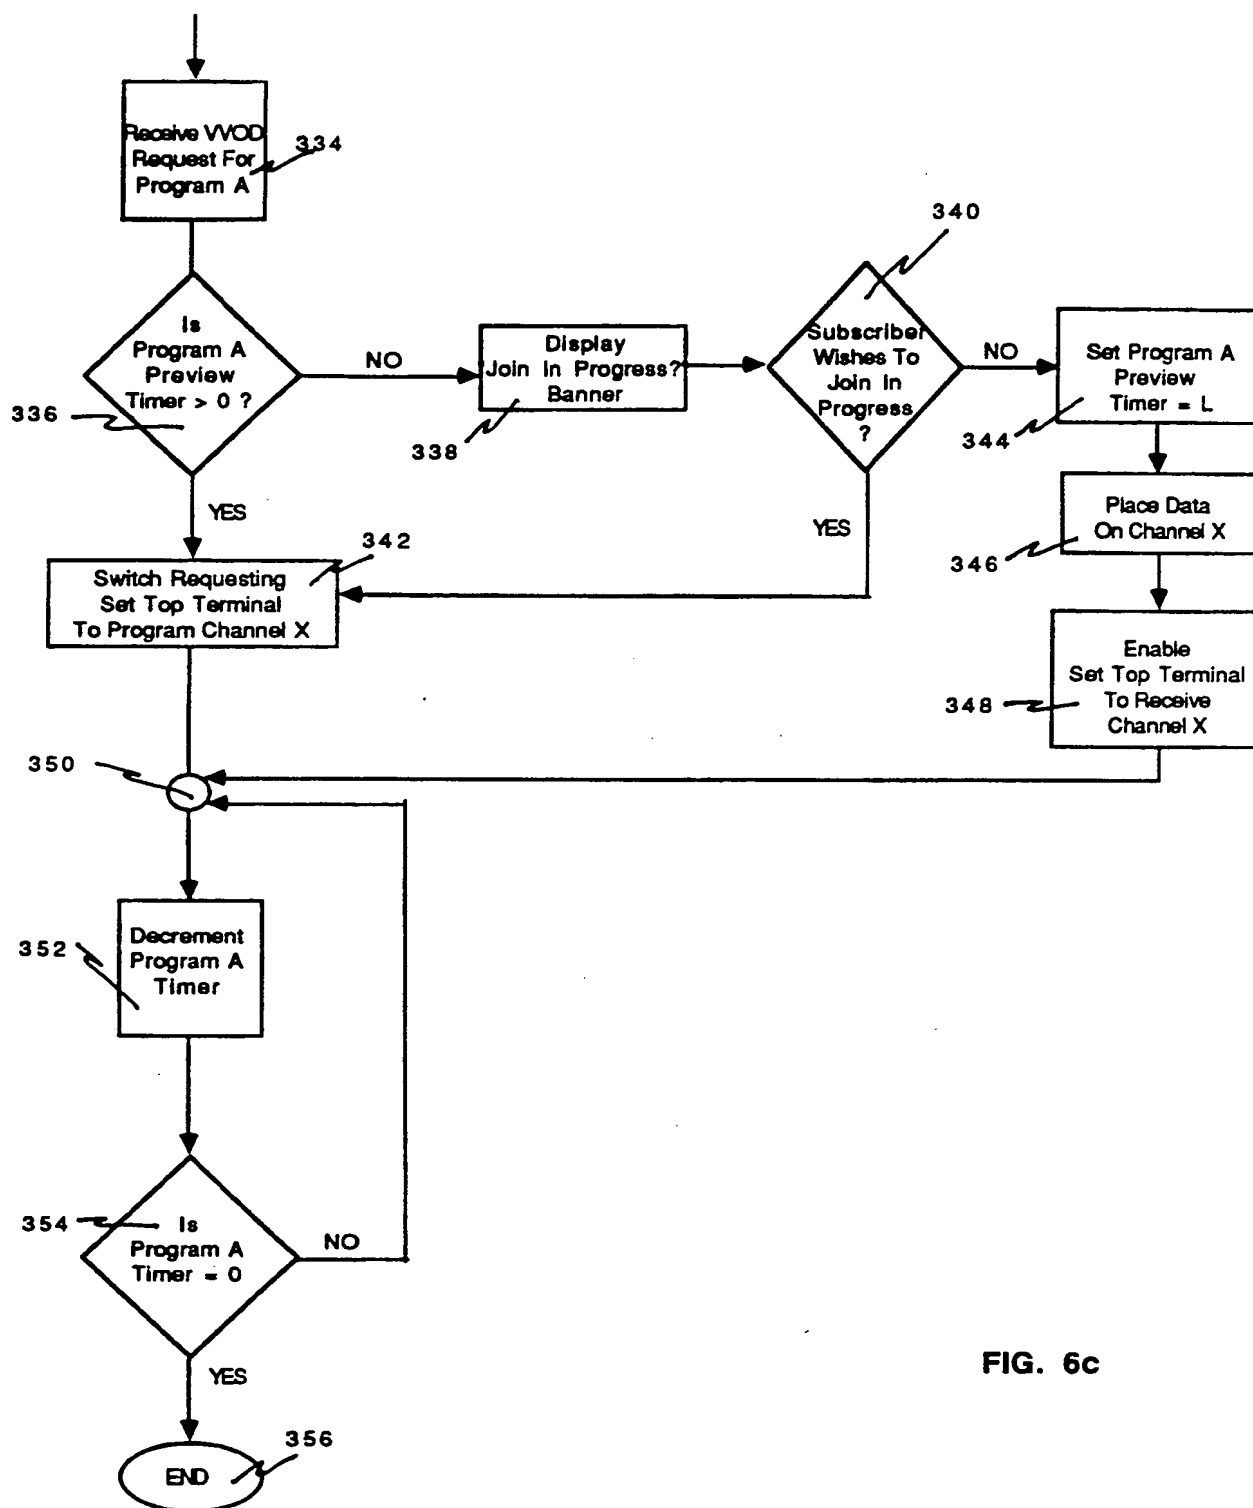 Receive VVOD
Request For
Program A
334
Is
Program A
Preview
Timer > 0 ?
336
NO
YES
Display
Join In Progress?
Banner
338
340
Subscriber
Wishes To
Join In
Progress
?
NO
YES
Set Program A
Preview
Timer = L
344
Place Data
On Channel X
346
Enable
Set Top Terminal
To Receive
Channel X
348
342
Switch Requesting
Set Top Terminal
To Program Channel X
350
Decrement
Program A
Timer
352
354
Is
Program A
Timer = 0
NO
YES
356
END
FIG. 6c